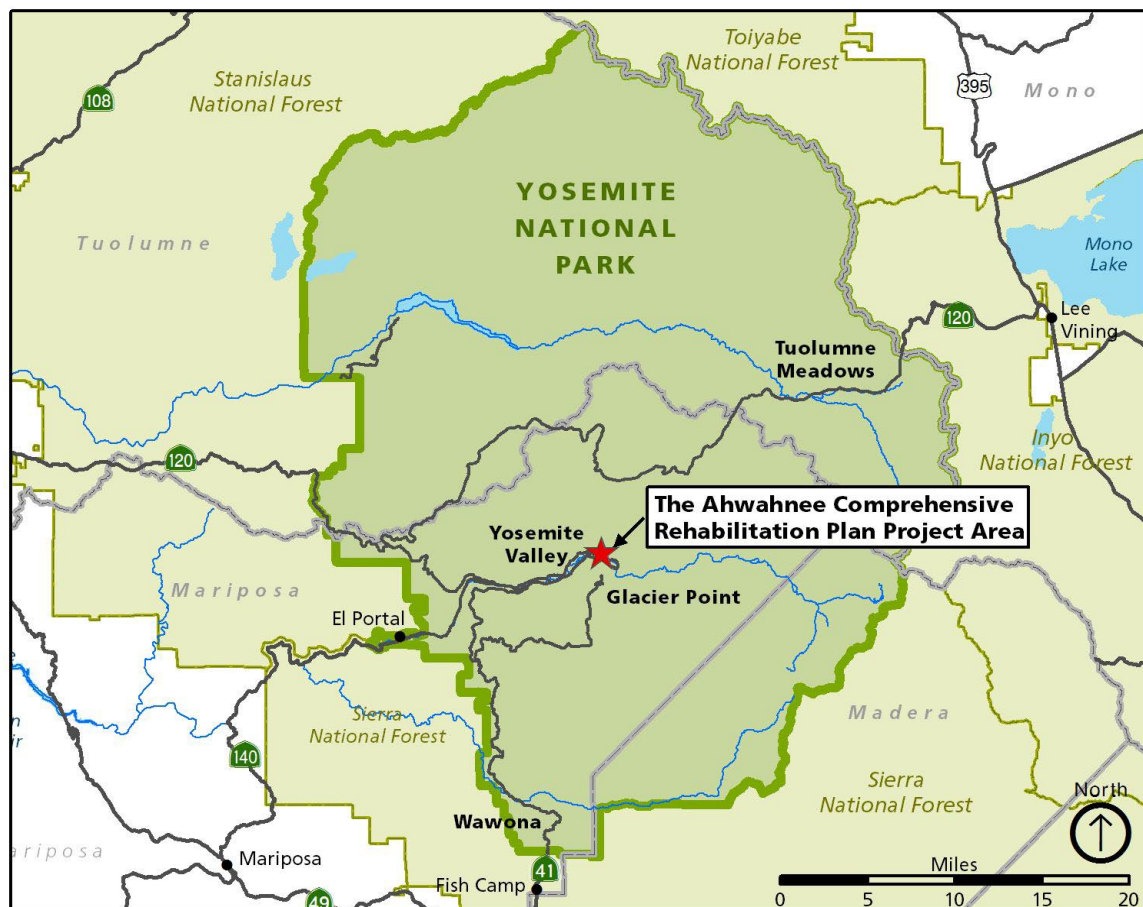 Toiyabe
National Forest
Stanislaus
National Forest
108
395
Mono
YOSEMITE
NATIONAL
PARK
Tuolumne
Mono
Lake
120
Lee
Vining
Tuolumne
Meadows
Inyo
National Forest
120
The Ahwahnee Comprehensive
Rehabilitation Plan Project Area
Yosemite
Valley
Mariposa
Glacier Point
El Portal
Sierra
National Forest
Madera
140
Sierra
National Forest
North
Wawona
ariposa
Mariposa
41
Fish Camp
49
Miles
0 5 10 15 20